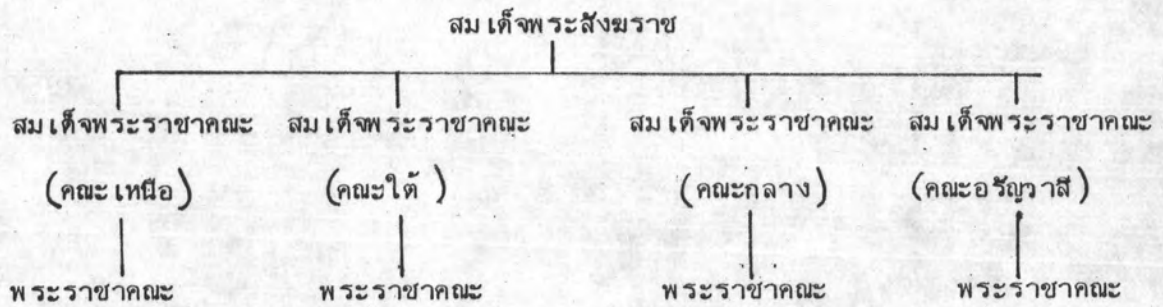 สมเด็จพระสังฆราช
สมเด็จพระราชาคณะ สมเด็จพระราชาคณะ สมเด็จพระราชาคณะ สมเด็จพระราชาคณะ
(คณะเหนือ) (คณะใต้) (คณะกลาง) (คณะอรัญวาสี)
พระราชาคณะ พระราชาคณะ พระราชาคณะ พระราชาคณะ